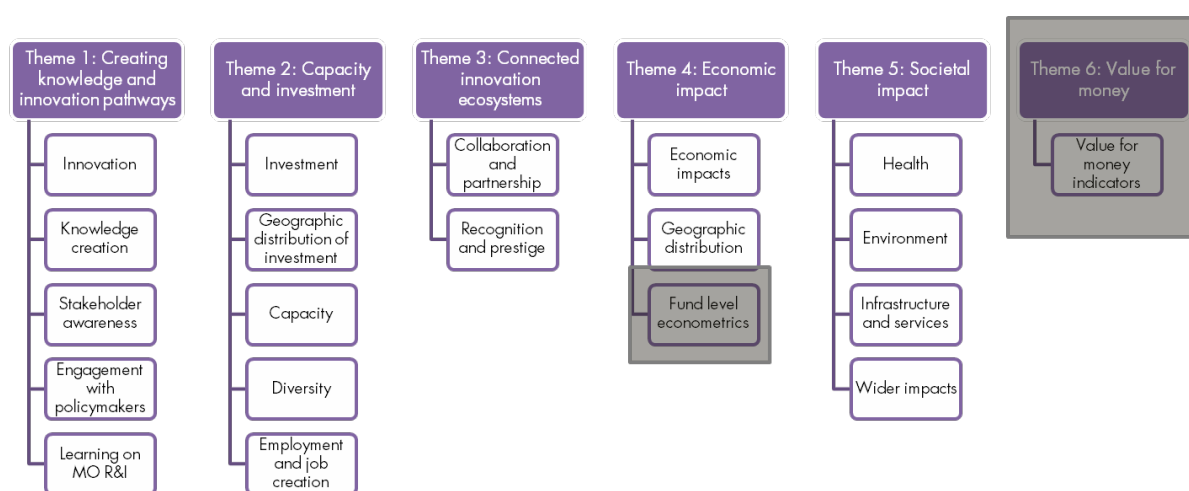 Theme 1: Creating
knowledge and
innovation pathways
Innovation
Knowledge
creation
Stakeholder
awareness
Engagement
with
policymakers
Learning on
MO R&I
Theme 2: Capacity
and investment
Investment
Geographic
distribution of
investment
Capacity
Diversity
Employment
and job
creation
Theme 3: Connected
innovation
ecosystems
Collaboration
and
partnership
Recognition
and prestige
Theme 4: Economic
impact
Economic
impacts
Geographic
distribution
Fund level
econometrics
Theme 5: Societal
impact
Health
Environment
Infrastructure
and services
Wider impacts
Theme 6: Value for
money
Value for
money
indicators